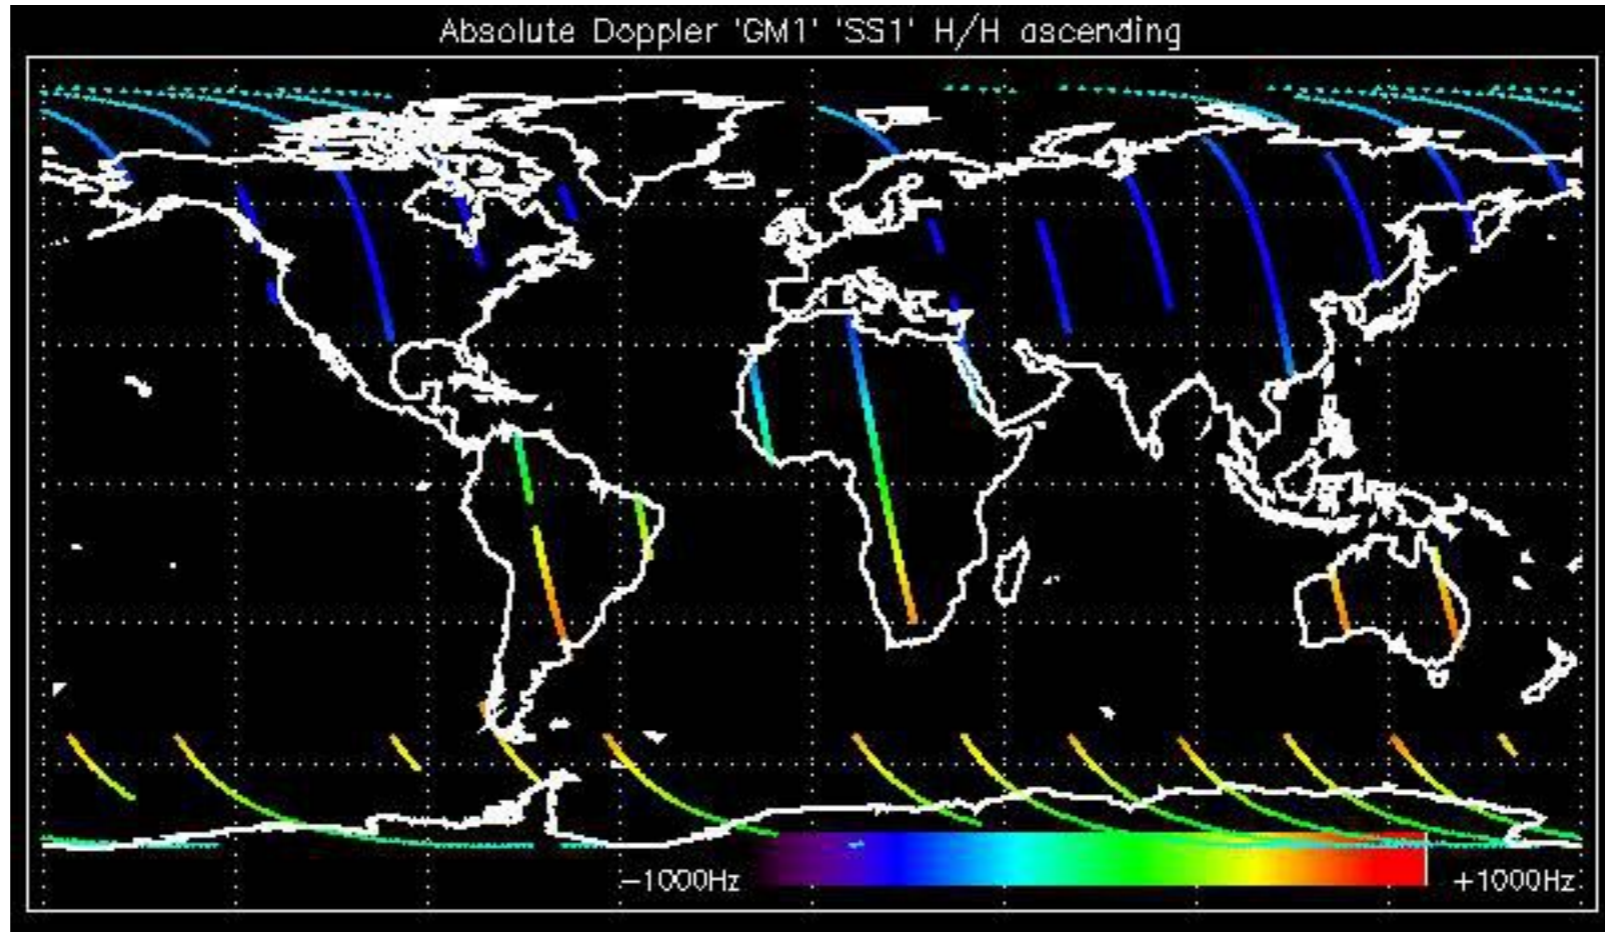 Absolute Doppler 'GM1' 'SS1' H/H ascending
−1000Hz
+1000Hz